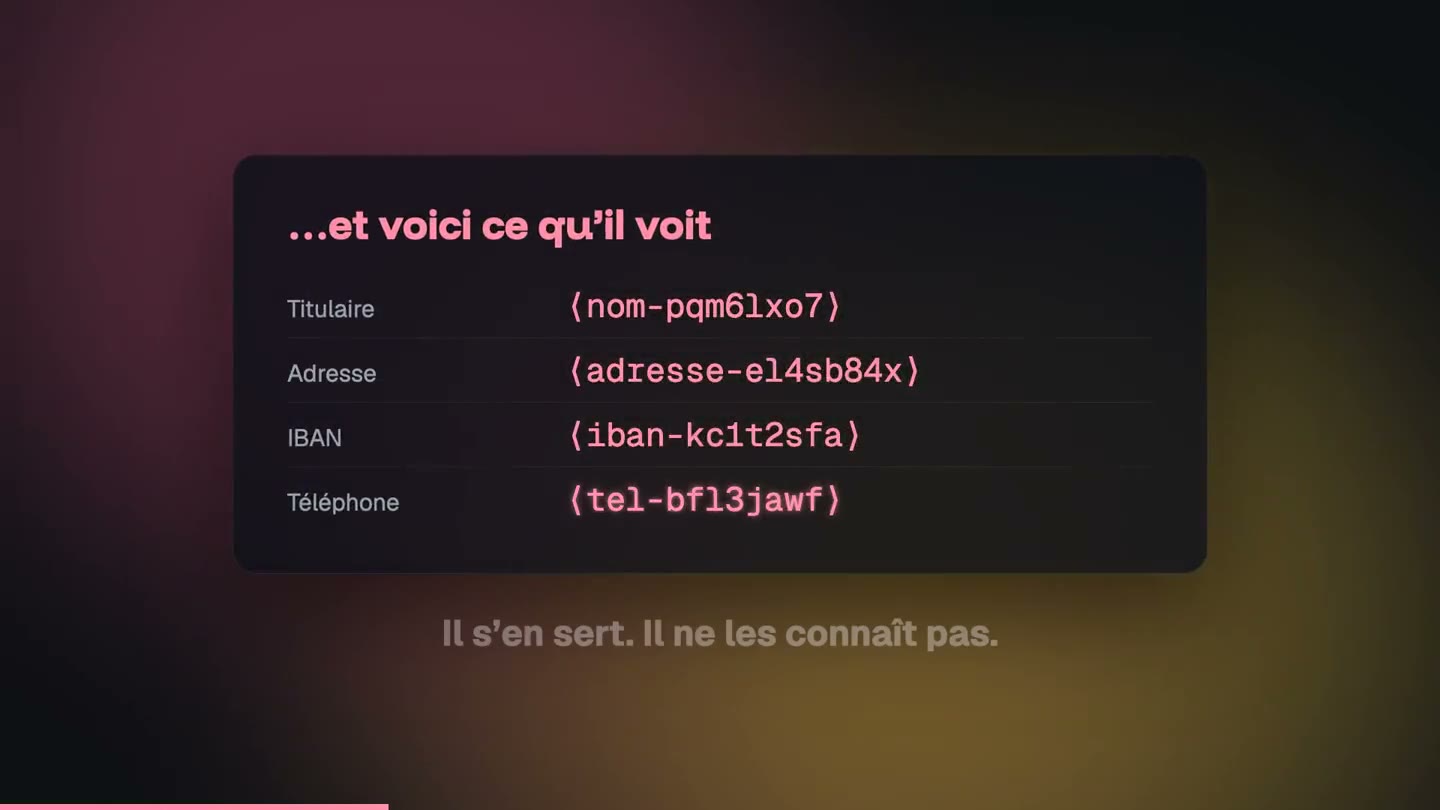 …et voici ce qu’il voit
Titulaire ⟨nom-pqm6lxo7⟩
Adresse ⟨adresse-el4sb84x⟩
IBAN ⟨iban-kc1t2sfa⟩
Téléphone ⟨tel-bfl3jawf⟩
Il s’en sert. Il ne les connaît pas.